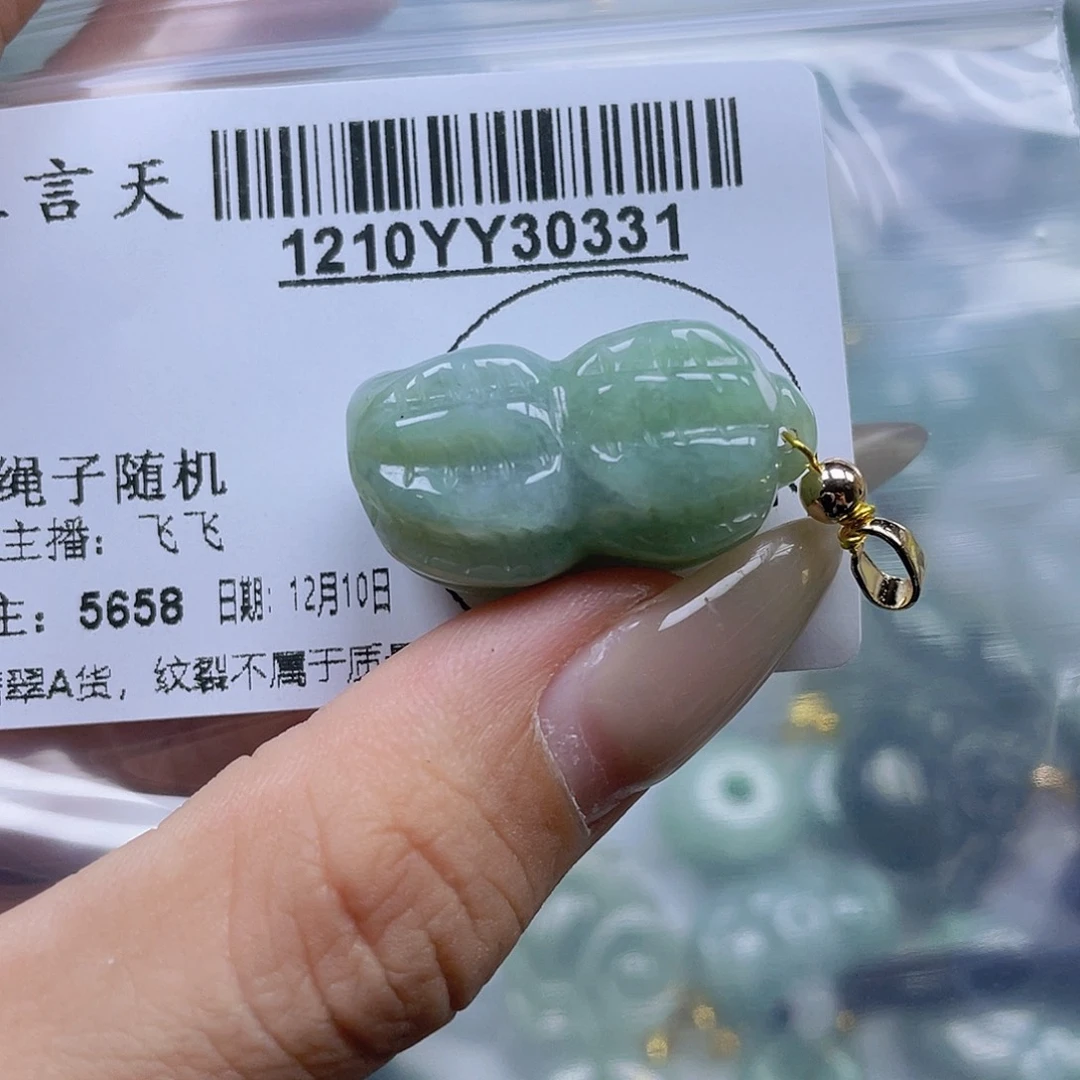 言天
1210YY30331
绳子随机
主播：飞飞
主：5658 日期：12月10日
翠A货，纹裂不属于质